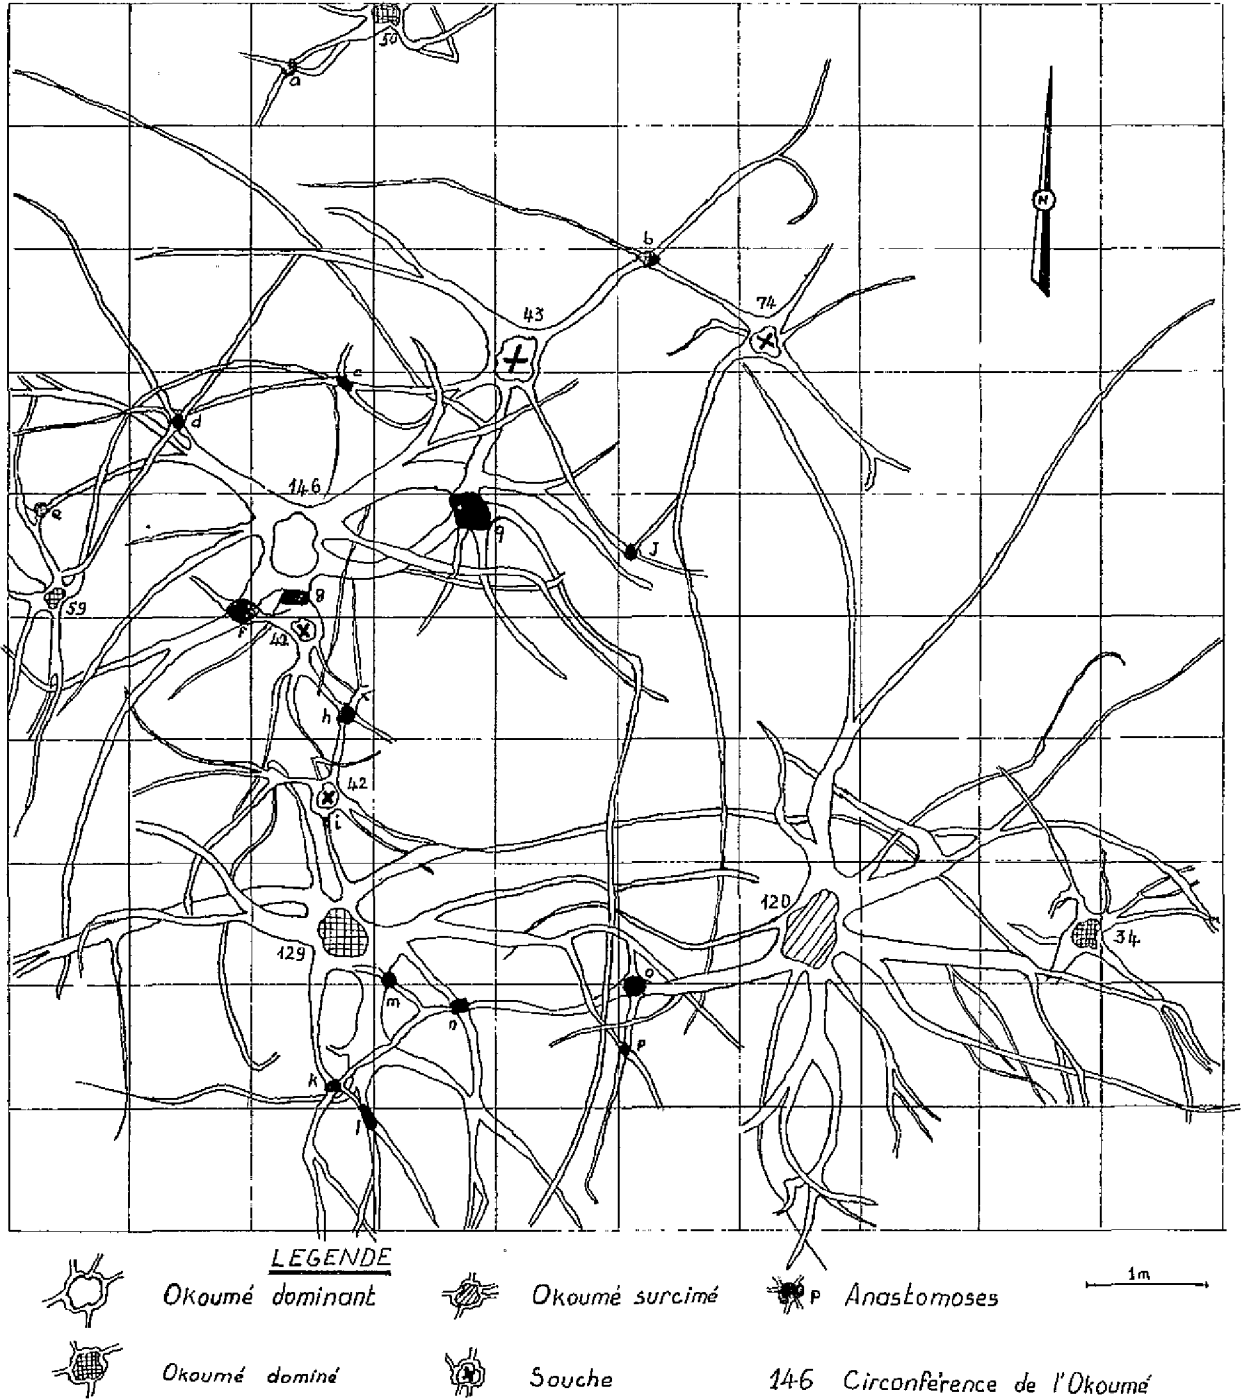 50
a
b
N
74
43
c
d
146
e
q
J
59
g
f
42
h
42
i
120
129
34
m
o
n
p
k
l
LEGENDE
1m
Okoumé dominant
Okoumé surcimé
p Anastomoses
Okoumé dominé
Souche
146 Circonférence de l'Okoumé